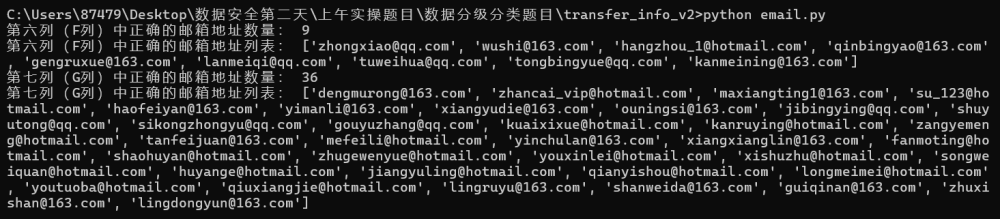 C:\Users\87479\Desktop\数据安全第二天\上午实操题目\数据分级分类题目\transfer_info_v2>python email.py
第六列（F列）中正确的邮箱地址数量： 9
第六列（F列）中正确的邮箱地址列表： ['zhongxiao@qq.com', 'wushi@163.com', 'hangzhou_1@hotmail.com', 'qinbingyao@163.com'
, 'gengruxue@163.com', 'lanmeiqi@qq.com', 'tuweihua@qq.com', 'tongbingyue@qq.com', 'kanmeining@163.com']
第七列（G列）中正确的邮箱地址数量： 36
第七列（G列）中正确的邮箱地址列表： ['dengmurong@163.com', 'zhancai_vip@hotmail.com', 'maxiangting1@163.com', 'su_123@ho
tmail.com', 'haofeiyan@163.com', 'yimanli@163.com', 'xiangyudie@163.com', 'ouningsi@163.com', 'jibingying@qq.com', 'shuy
utong@qq.com', 'sikongzhongyu@qq.com', 'gouyuzhang@qq.com', 'kuaixixue@hotmail.com', 'kanruying@hotmail.com', 'zangyemen
g@hotmail.com', 'tanfeijuan@163.com', 'mefeili@hotmail.com', 'yinchulan@163.com', 'xiangxianglin@163.com', 'fanmoting@ho
tmail.com', 'shaohuyan@hotmail.com', 'zhugewenyue@hotmail.com', 'youxinlei@hotmail.com', 'xishuzhu@hotmail.com', 'songwe
iquan@hotmail.com', 'huyange@hotmail.com', 'jiangyuling@hotmail.com', 'qianyishou@hotmail.com', 'longmeimei@hotmail.com'
, 'youtuoba@hotmail.com', 'qiuxiangjie@hotmail.com', 'lingruyu@163.com', 'shanweida@163.com', 'guiqinan@163.com', 'zhuxi
shan@163.com', 'lingdongyun@163.com']